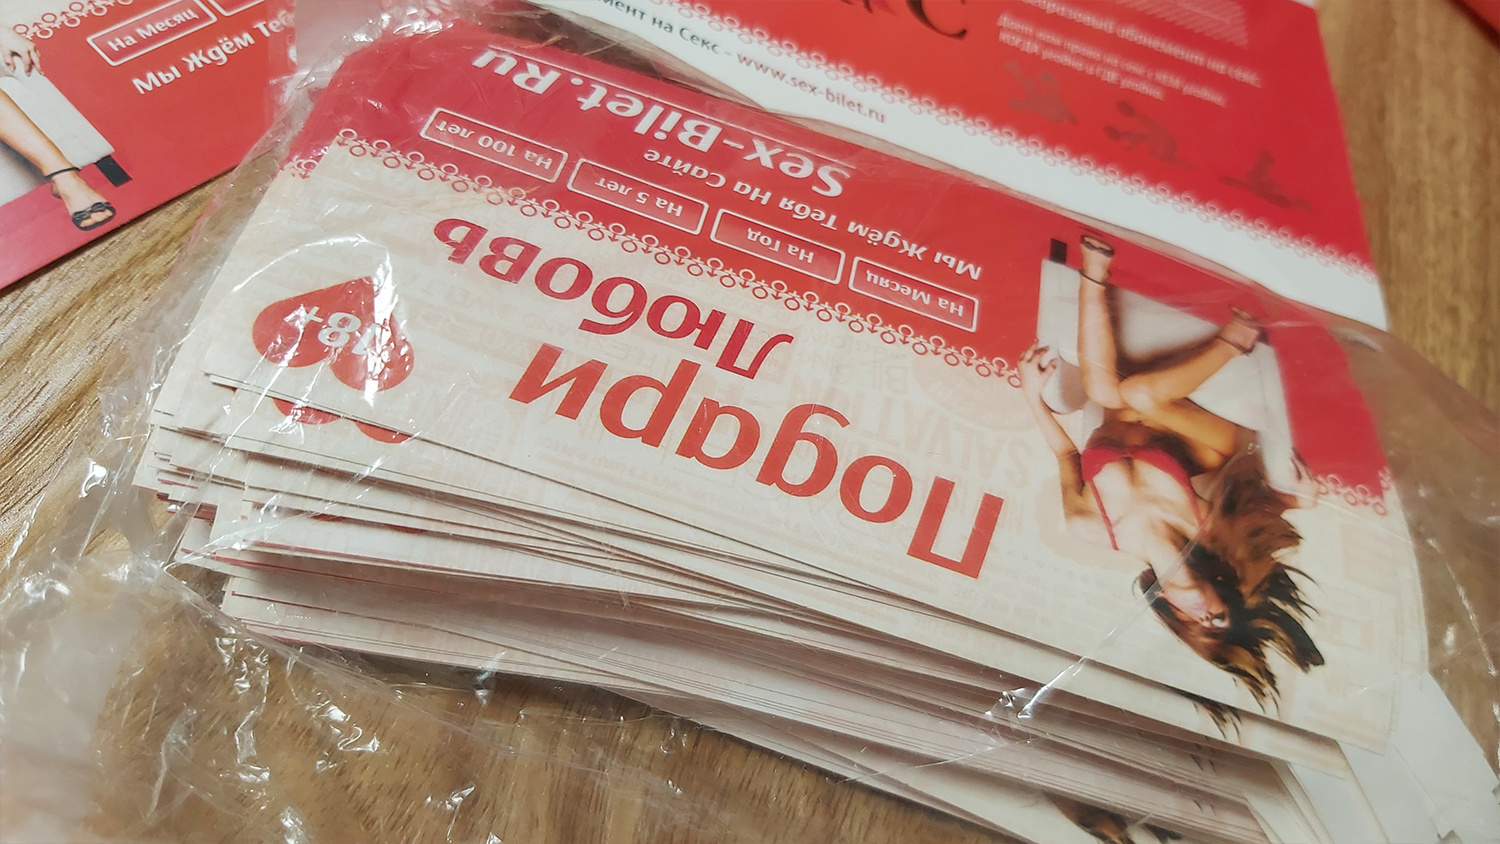 На Месяц
Мы Ждём Теб
мент на Секс - www.sex-bilet.ru
Подари
Любовь
18+
На Месяц
На Год
На 5 лет
На 100 лет
Мы Ждём Тебя На Сайте
Sex-Bilet.Ru